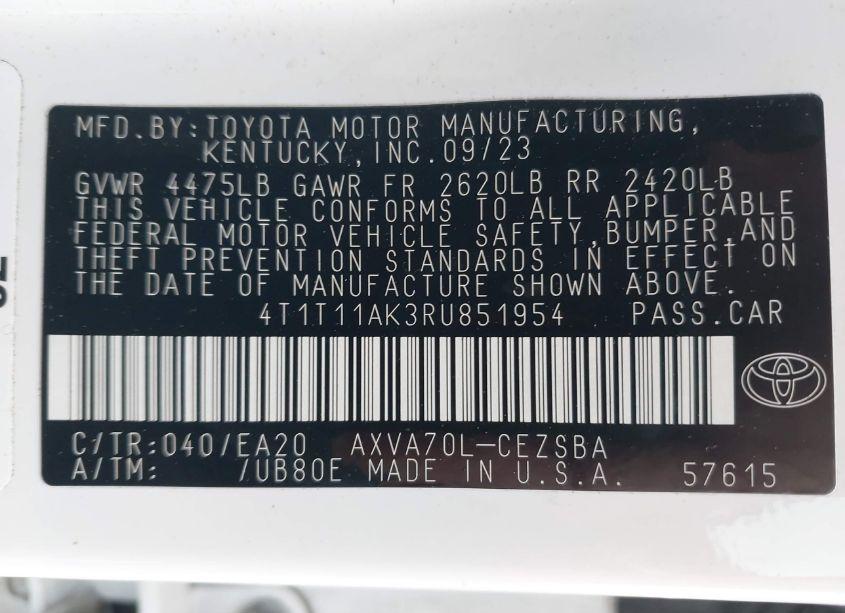 MFD.BY:TOYOTA MOTOR MANUFACTURING,
KENTUCKY,INC.09/23
GVWR 4475LB GAWR FR 2620LB RR 2420LB
THIS VEHICLE CONFORMS TO ALL APPLICABLE
FEDERAL MOTOR VEHICLE SAFETY,BUMPER,AND
THEFT PREVENTION STANDARDS IN EFFECT ON
THE DATE OF MANUFACTURE SHOWN ABOVE.
4T1T11AK3RU851954 PASS.CAR
C/TR:040/EA20 AXVA70L-CEZSBA
A/TM: /UB80E MADE IN U.S.A. 57615